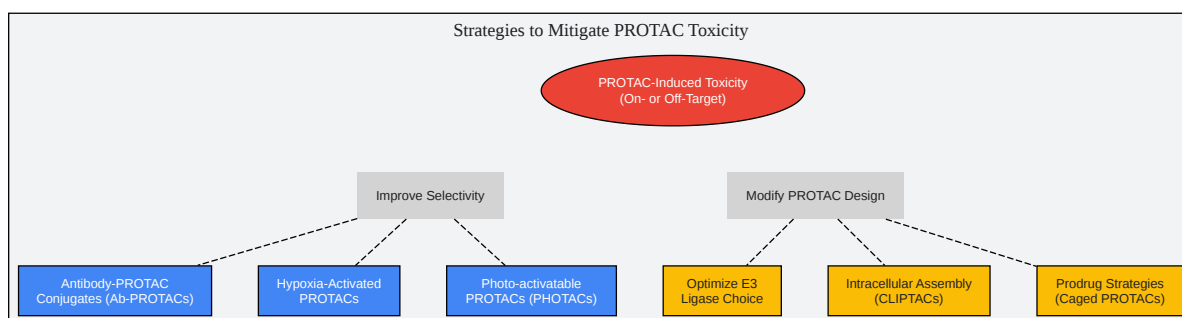 Strategies to Mitigate PROTAC Toxicity
PROTAC-Induced Toxicity
(On- or Off-Target)
Improve Selectivity
Modify PROTAC Design
Antibody-PROTAC
Conjugates (Ab-PROTACs)
Hypoxia-Activated
PROTACs
Photo-activatable
PROTACs (PHOTACs)
Optimize E3
Ligase Choice
Intracellular Assembly
(CLIPTACs)
Prodrug Strategies
(Caged PROTACs)